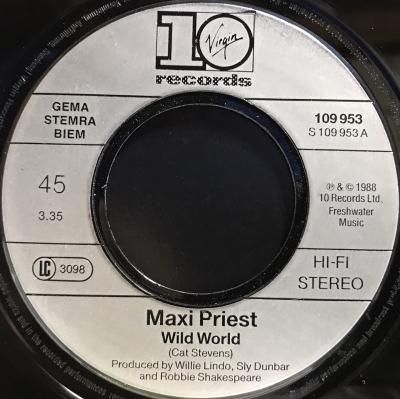 10
Virgin
records
GEMA
STEMRA
BIEM
109 953
S 109 953 A
45
3.35
℗ & © 1988
10 Records Ltd.
Freshwater
Music
LC 3098
HI-FI
STEREO
Maxi Priest
Wild World
(Cat Stevens)
Produced by Willie Lindo, Sly Dunbar
and Robbie Shakespeare